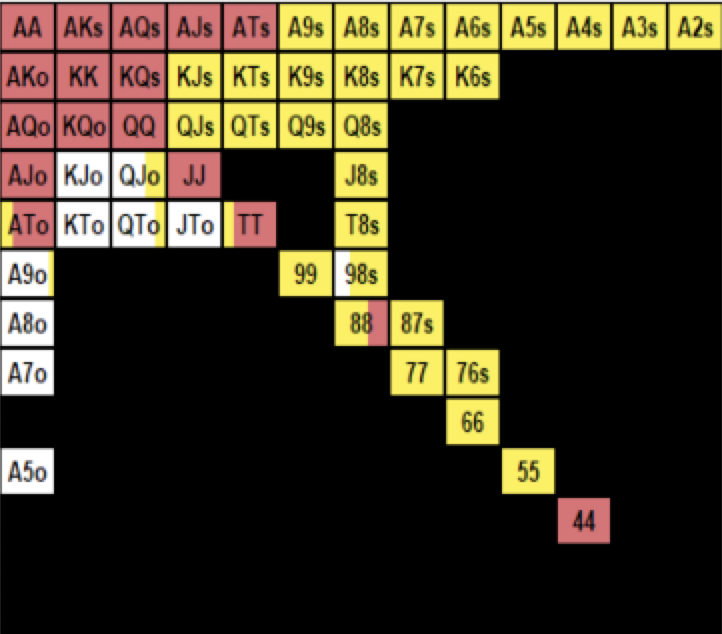 AA AKs AQs AJs ATs A9s A8s A7s A6s A5s A4s A3s A2s
AKo KK KQs KJs KTs K9s K8s K7s K6s
AQo KQo QQ QJs QTs Q9s Q8s
AJo KJo QJo JJ J8s
ATo KTo QTo JTo TT T8s
A9o 99 98s
A8o 88 87s
A7o 77 76s
66
A5o 55
44